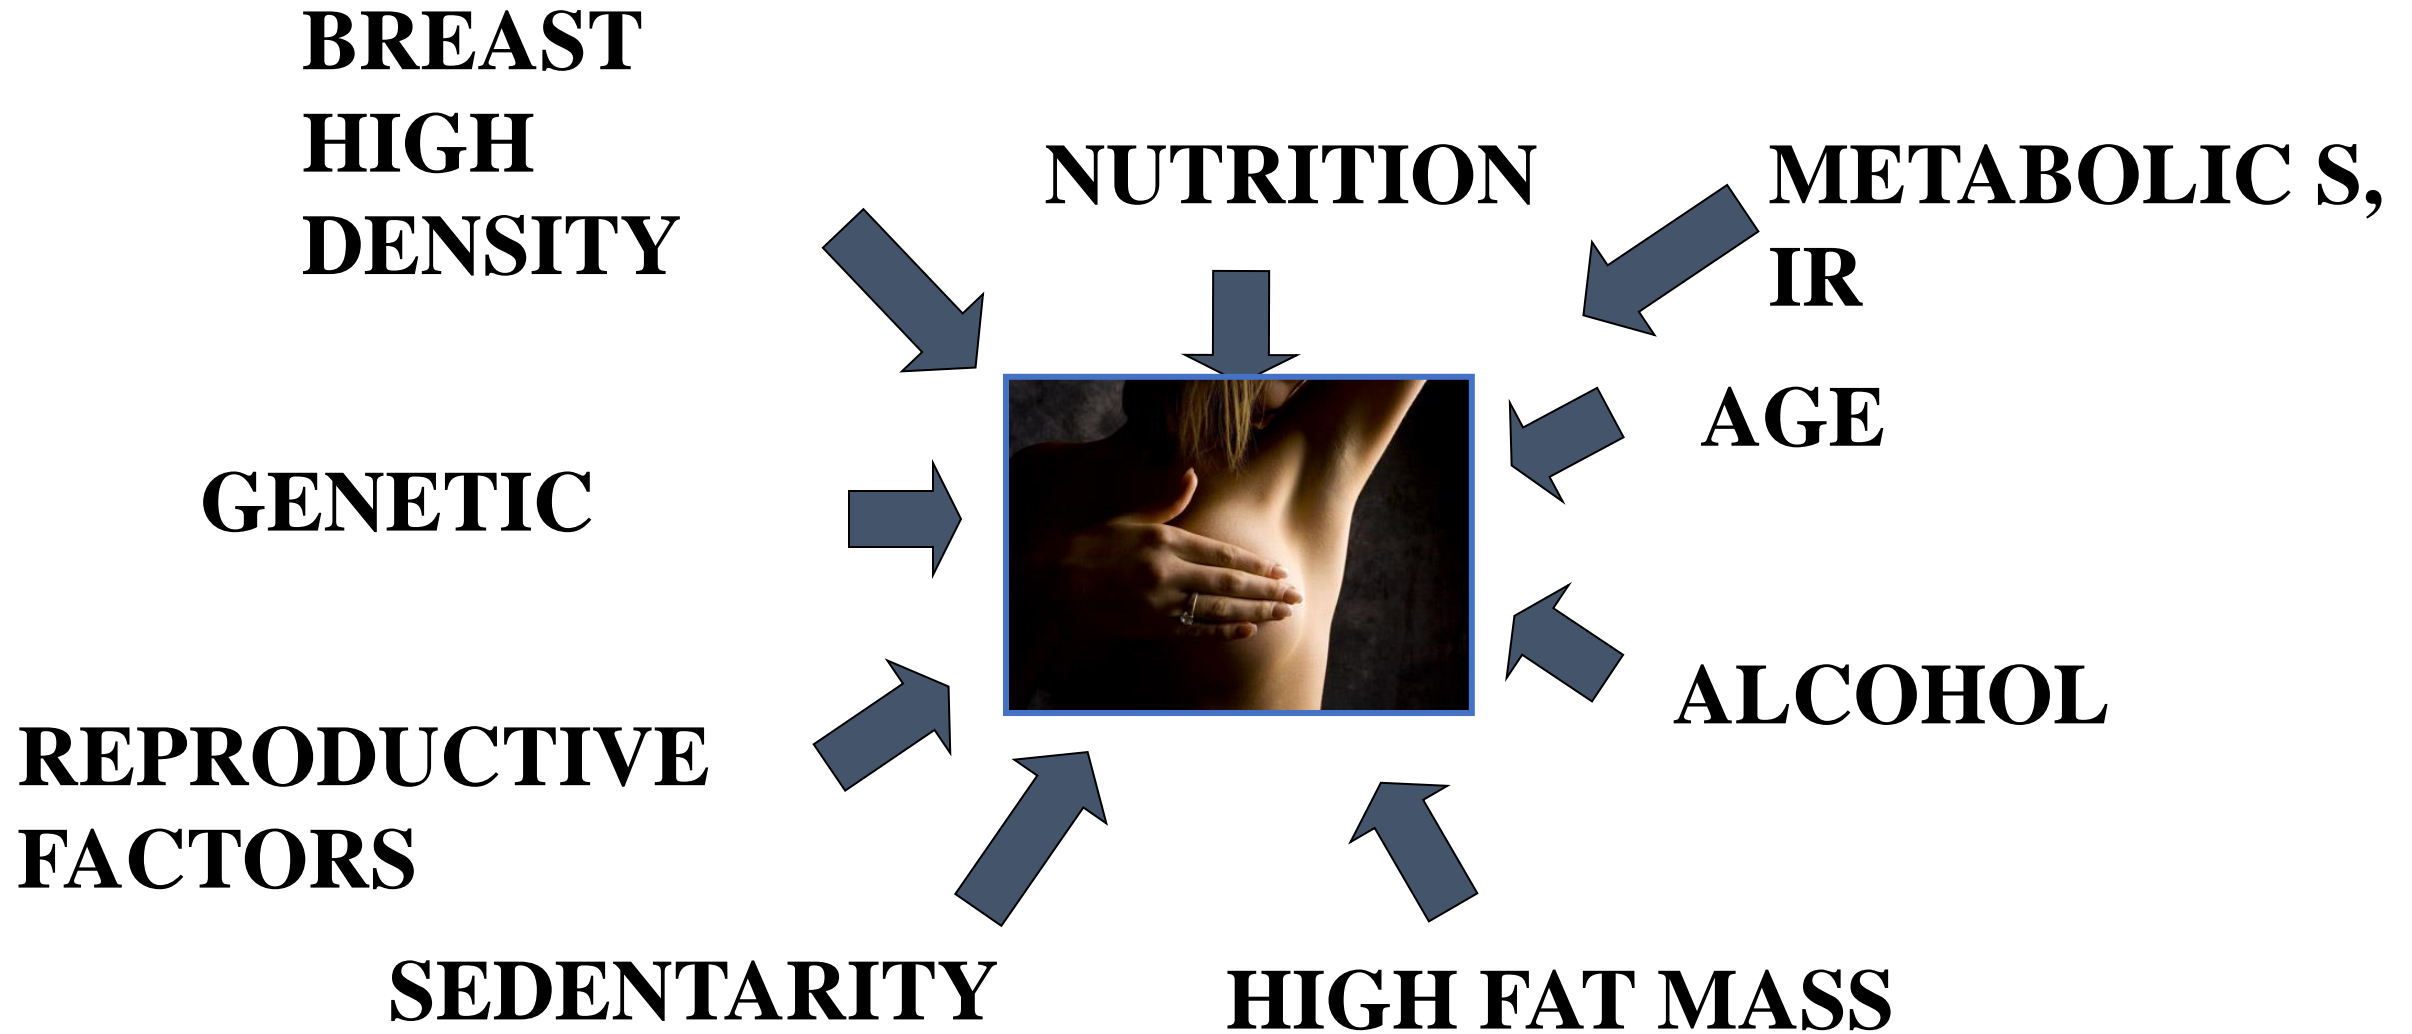 BREAST
HIGH
DENSITY
NUTRITION
METABOLIC S,
IR
AGE
GENETIC
ALCOHOL
REPRODUCTIVE
FACTORS
SEDENTARITY
HIGH FAT MASS